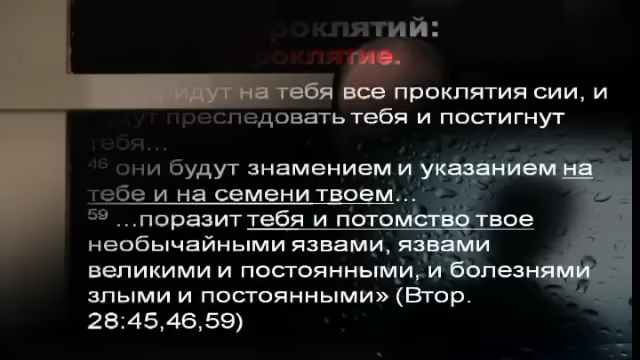 проклятий:
проклятие.
придут на тебя все проклятия сии, и
будут преследовать тебя и постигнут
тебя...
46 они будут знамением и указанием на
тебе и на семени твоем...
59 ...поразит тебя и потомство твое
необычайными язвами, язвами
великими и постоянными, и болезнями
злыми и постоянными» (Втор.
28:45,46,59)